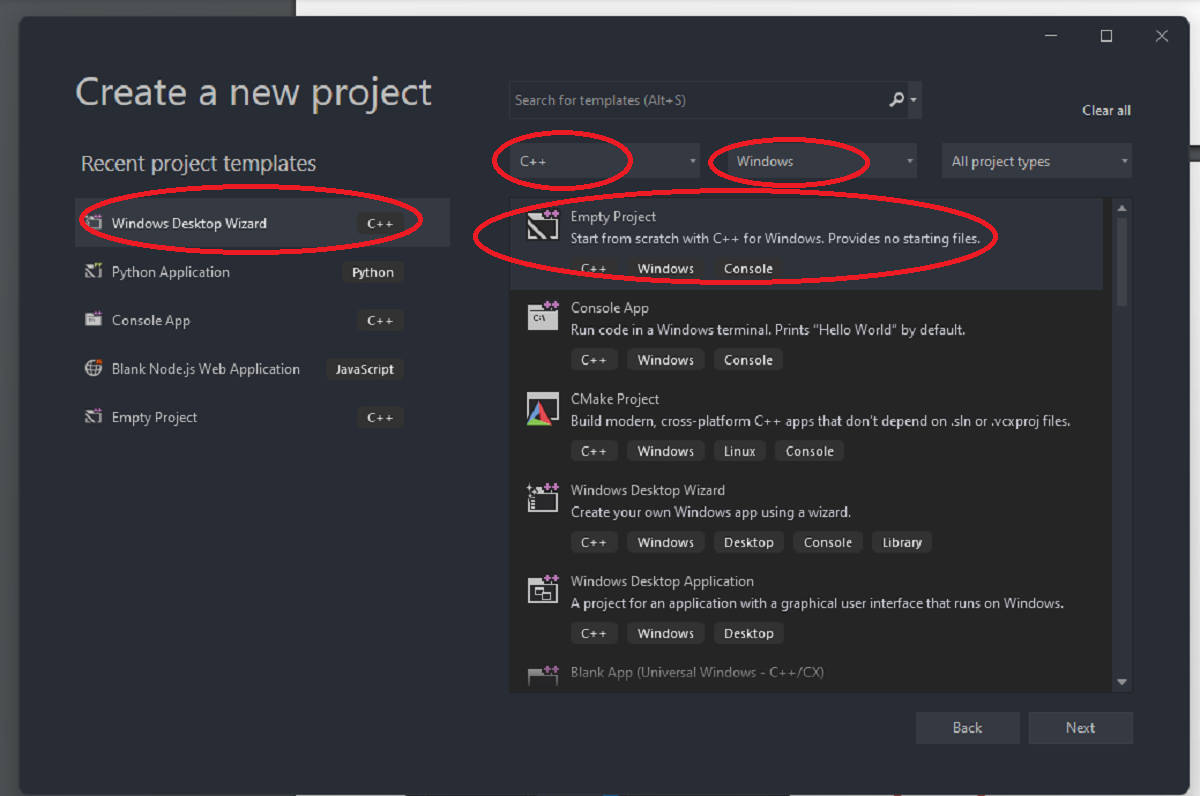 Create a new project
Search for templates (Alt+S)
Clear all
C++
Windows
All project types
Recent project templates
Windows Desktop Wizard C++
Python Application Python
Console App C++
Blank Node.js Web Application JavaScript
Empty Project C++
Empty Project
Start from scratch with C++ for Windows. Provides no starting files.
C++ Windows Console
Console App
Run code in a Windows terminal. Prints "Hello World" by default.
C++ Windows Console
CMake Project
Build modern, cross-platform C++ apps that don't depend on .sln or .vcxproj files.
C++ Windows Linux Console
Windows Desktop Wizard
Create your own Windows app using a wizard.
C++ Windows Desktop Console Library
Windows Desktop Application
A project for an application with a graphical user interface that runs on Windows.
C++ Windows Desktop
Blank App (Universal Windows - C++/CX)
Back
Next